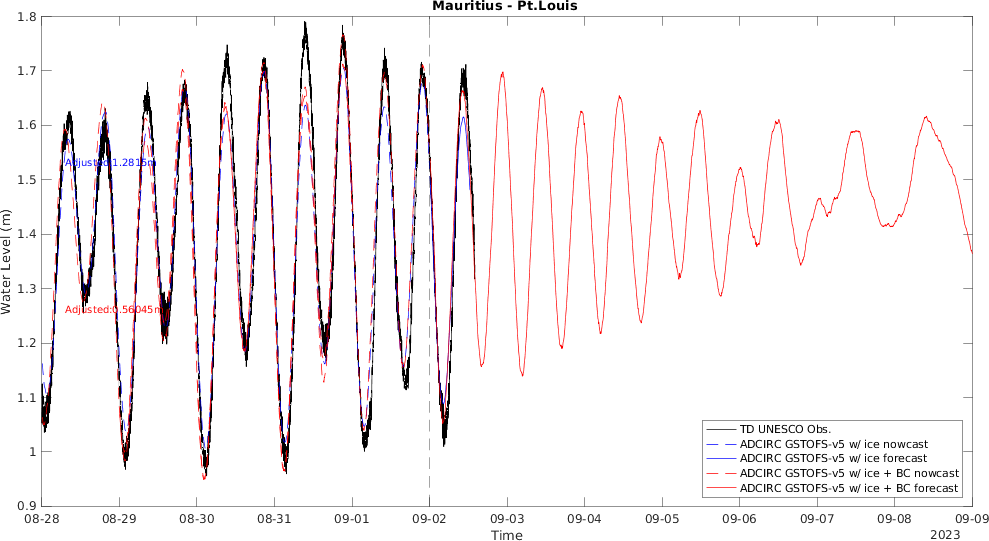 Mauritius - Pt.Louis
Water Level (m)
1.8
1.7
1.6
1.5
1.4
1.3
1.2
1.1
1
0.9
Adjusted:1.2815m
Adjusted:0.56045m
TD UNESCO Obs.
ADCIRC GSTOFS-v5 w/ ice nowcast
ADCIRC GSTOFS-v5 w/ ice forecast
ADCIRC GSTOFS-v5 w/ ice + BC nowcast
ADCIRC GSTOFS-v5 w/ ice + BC forecast
08-28 08-29 08-30 08-31 09-01 09-02 09-03 09-04 09-05 09-06 09-07 09-08 09-09
Time
2023